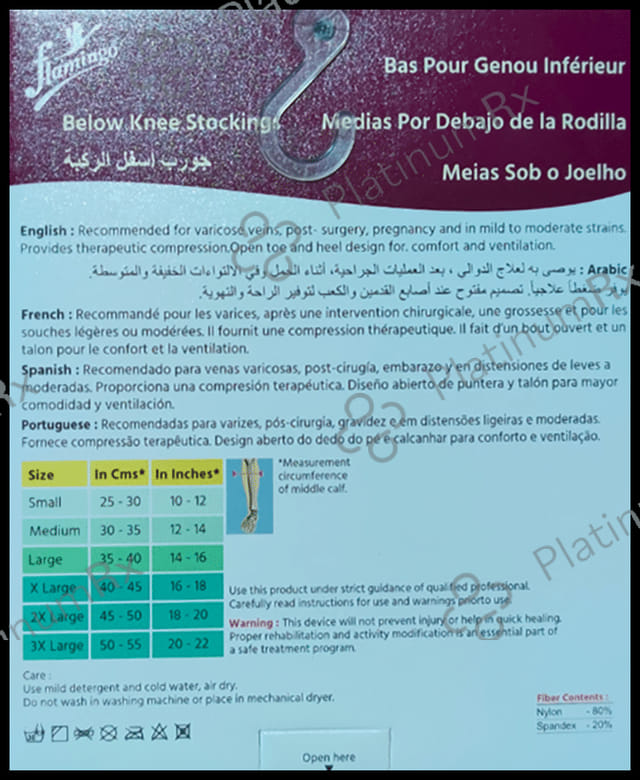 flamingo
Bas Pour Genou Inférieur
Below Knee Stockings
Medias Por Debajo de la Rodilla
جورب اسفل الركبة
Meias Sob o Joelho
English : Recommended for varicose veins, post- surgery, pregnancy and in mild to moderate strains.
Provides therapeutic compression.Open toe and heel design for comfort and ventilation.
Arabic : يوصى به لعلاج الدوالي ، بعد العمليات الجراحية، أثناء الحمل وفي الالتواءات الخفيفة والمتوسطة.
يوفر ضغطاً علاجياً. تصميم مفتوح عند أصابع القدمين والكعب لتوفير الراحة والتهوية.
French : Recommandé pour les varices, après une intervention chirurgicale, une grossesse et pour les
souches légères ou modérées. Il fournit une compression thérapeutique. Il fait d'un bout ouvert et un
talon pour le confort et la ventilation.
Spanish : Recomendado para venas varicosas, post-cirugía, embarazo y en distensiones de leves a
moderadas. Proporciona una compresión terapéutica. Diseño abierto de puntera y talón para mayor
comodidad y ventilación.
Portuguese : Recomendadas para varizes, pós-cirurgia, gravidez e em distensões ligeiras e moderadas.
Fornece compressão terapêutica. Design aberto do dedo do pé e calcanhar para conforto e ventilação.
Size In Cms* In Inches*
Small 25 - 30 10 - 12
Medium 30 - 35 12 - 14
Large 35 - 40 14 - 16
X Large 40 - 45 16 - 18
2X Large 45 - 50 18 - 20
3X Large 50 - 55 20 - 22
*Measurement
circumference
of middle calf.
Use this product under strict guidance of qualified professional.
Carefully read instructions for use and warnings priorto use.
Warning : This device will not prevent injury or help in quick healing.
Proper rehabilitation and activity modification is an essential part of
a safe treatment program.
Care :
Use mild detergent and cold water, air dry.
Do not wash in washing machine or place in mechanical dryer.
Fiber Contents :
Nylon - 80%
Spandex - 20%
Open here
Platinum Rx
PlatinumRx
PlatinumRx
PlatinumRx